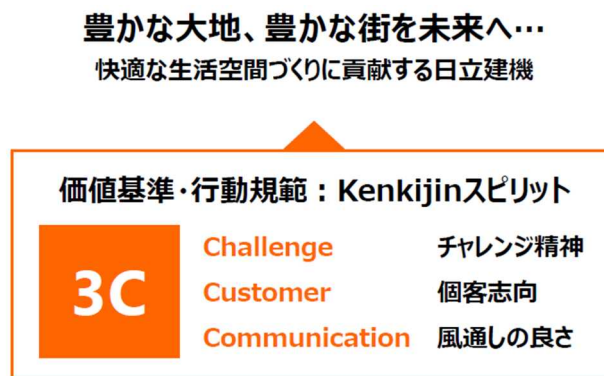 豊かな大地、豊かな街を未来へ…
快適な生活空間づくりに貢献する日立建機
価値基準・行動規範：Kenkijinスピリット
3C
Challenge チャレンジ精神
Customer 個客志向
Communication 風通しの良さ